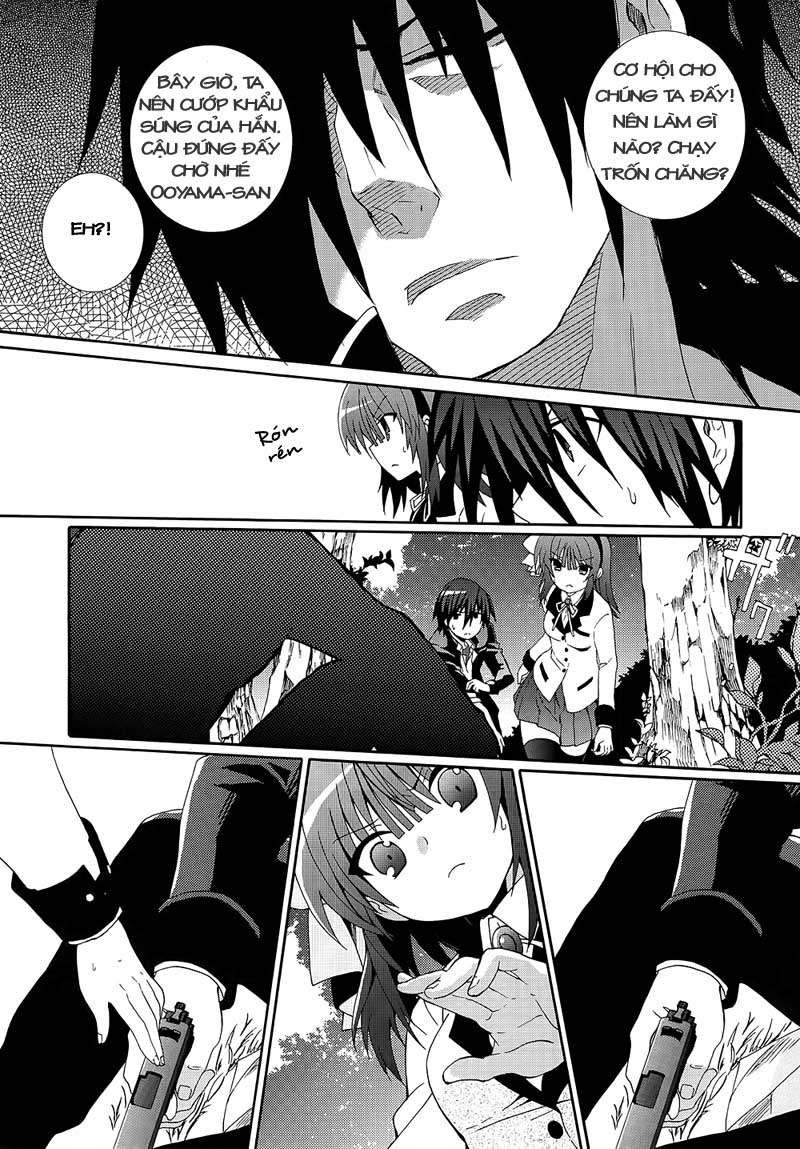 CƠ HỘI CHO
CHÚNG TA ĐẤY!
NÊN LÀM GÌ
NÀO? CHẠY
TRỐN CHĂNG?
BÂY GIỜ, TA
NÊN CƯỚP KHẨU
SÚNG CỦA HẮN.
CẬU ĐÚNG ĐẤY
CHỜ NHÉ
OOYAMA-SAN
EH?!
Rón
rén